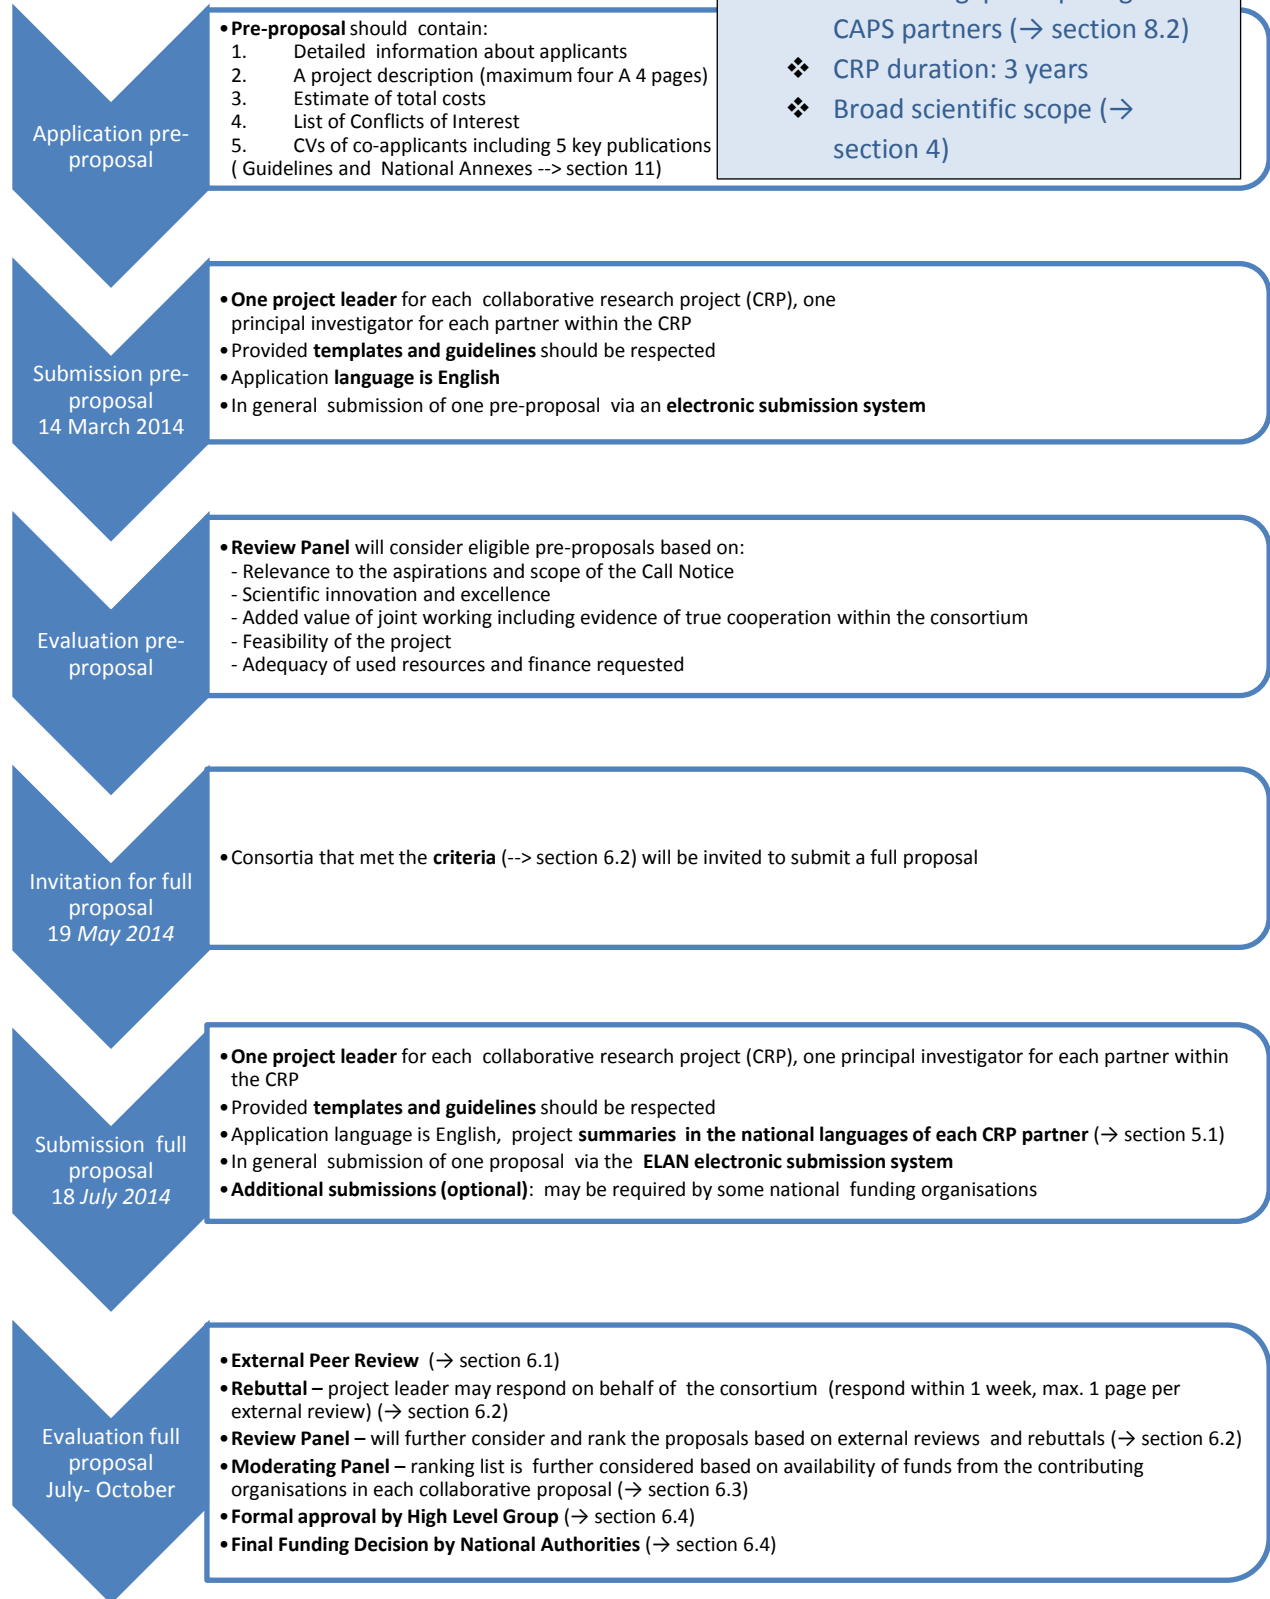 CAPS partners (→ section 8.2)
❖ CRP duration: 3 years
❖ Broad scientific scope (→
section 4)
Application pre-
proposal
•Pre-proposal should contain:
1. Detailed information about applicants
2. A project description (maximum four A 4 pages)
3. Estimate of total costs
4. List of Conflicts of Interest
5. CVs of co-applicants including 5 key publications
( Guidelines and National Annexes --> section 11)
Submission pre-
proposal
14 March 2014
•One project leader for each collaborative research project (CRP), one
principal investigator for each partner within the CRP
•Provided templates and guidelines should be respected
•Application language is English
•In general submission of one pre-proposal via an electronic submission system
Evaluation pre-
proposal
•Review Panel will consider eligible pre-proposals based on:
- Relevance to the aspirations and scope of the Call Notice
- Scientific innovation and excellence
- Added value of joint working including evidence of true cooperation within the consortium
- Feasibility of the project
- Adequacy of used resources and finance requested
Invitation for full
proposal
19 May 2014
•Consortia that met the criteria (--> section 6.2) will be invited to submit a full proposal
Submission full
proposal
18 July 2014
•One project leader for each collaborative research project (CRP), one principal investigator for each partner within
the CRP
•Provided templates and guidelines should be respected
•Application language is English, project summaries in the national languages of each CRP partner (→ section 5.1)
•In general submission of one proposal via the ELAN electronic submission system
•Additional submissions (optional): may be required by some national funding organisations
Evaluation full
proposal
July- October
•External Peer Review (→ section 6.1)
•Rebuttal – project leader may respond on behalf of the consortium (respond within 1 week, max. 1 page per
external review) (→ section 6.2)
•Review Panel – will further consider and rank the proposals based on external reviews and rebuttals (→ section 6.2)
•Moderating Panel – ranking list is further considered based on availability of funds from the contributing
organisations in each collaborative proposal (→ section 6.3)
•Formal approval by High Level Group (→ section 6.4)
•Final Funding Decision by National Authorities (→ section 6.4)